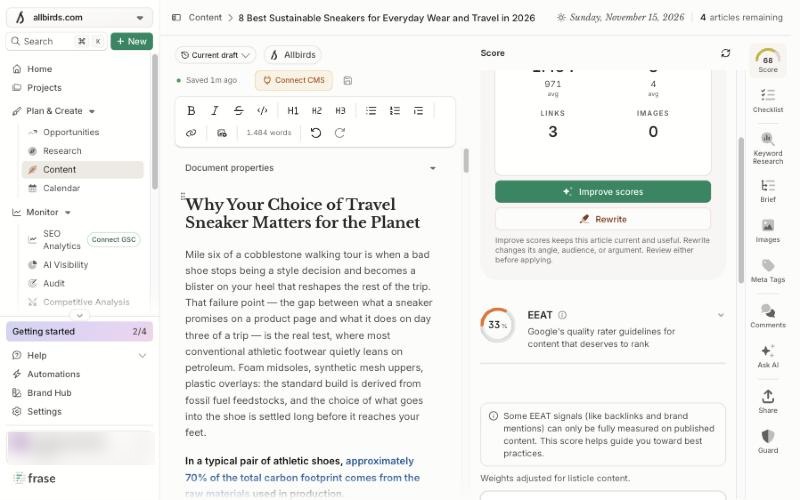 allbirds.com
Search ⌘ K
+ New
Home
Projects
Plan & Create
Opportunities
Research
Content
Calendar
Monitor
SEO Analytics
Connect GSC
AI Visibility
Audit
Competitive Analysis
Getting started 2/4
Help
Automations
Brand Hub
Settings
frase
Content > 8 Best Sustainable Sneakers for Everyday Wear and Travel in 2026
Sunday, November 15, 2026
4 articles remaining
Current draft
Allbirds
Saved 1m ago
Connect CMS
B I S </> H1 H2 H3
1,484 words
Document properties
Why Your Choice of Travel
Sneaker Matters for the Planet
Mile six of a cobblestone walking tour is when a bad
shoe stops being a style decision and becomes a
blister on your heel that reshapes the rest of the trip.
That failure point — the gap between what a sneaker
promises on a product page and what it does on day
three of a trip — is the real test, where most
conventional athletic footwear quietly leans on
petroleum. Foam midsoles, synthetic mesh uppers,
plastic overlays: the standard build is derived from
fossil fuel feedstocks, and the choice of what goes
into the shoe is settled long before it reaches your
feet.
In a typical pair of athletic shoes, approximately
70% of the total carbon footprint comes from the
raw materials used in production.
Score
971
avg
4
avg
LINKS
3
IMAGES
0
Improve scores
Rewrite
Improve scores keeps this article current and useful. Rewrite
changes its angle, audience, or argument. Review either
before applying.
33%
EEAT
Google's quality rater guidelines for
content that deserves to rank
Some EEAT signals (like backlinks and brand
mentions) can only be fully measured on published
content. This score helps guide you toward best
practices.
Weights adjusted for listicle content.
68
Score
Checklist
Keyword
Research
Brief
Images
Meta Tags
Comments
Ask AI
Share
Guard